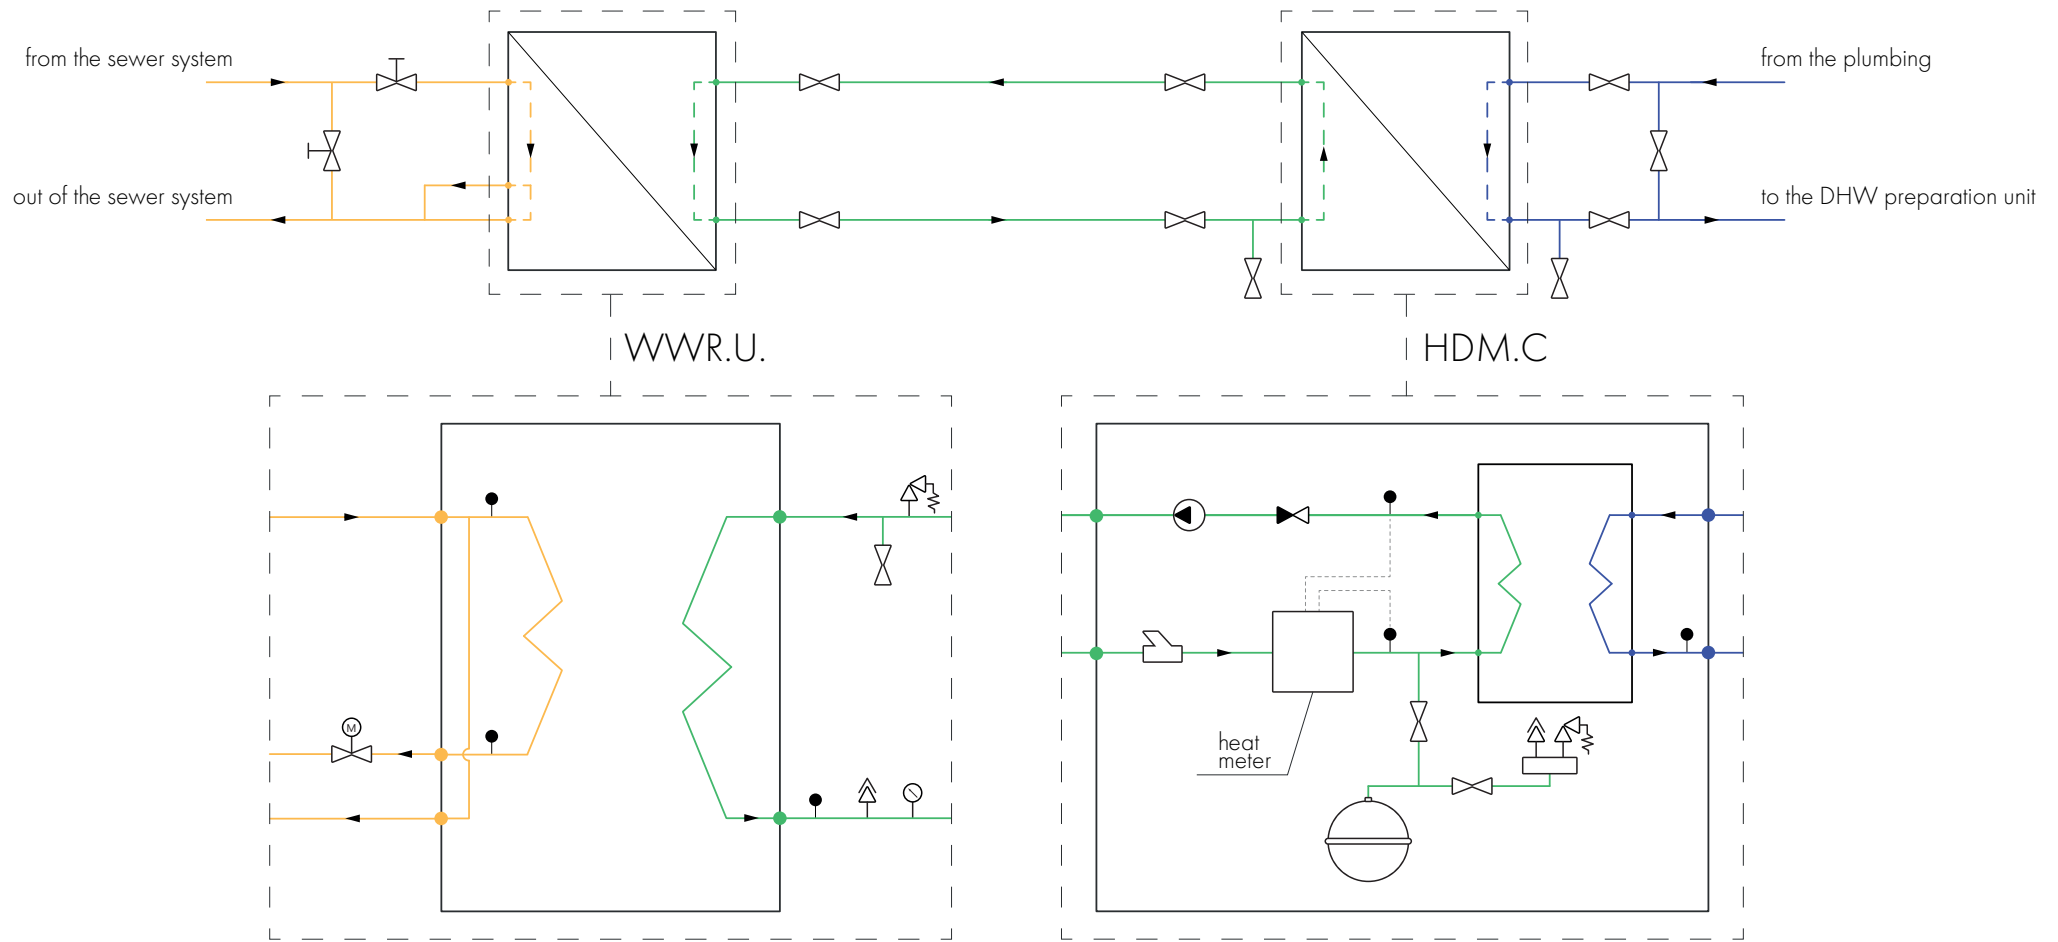 from the sewer system
from the plumbing
out of the sewer system
to the DHW preparation unit
WWR.U.
HDM.C
M
heat
meter